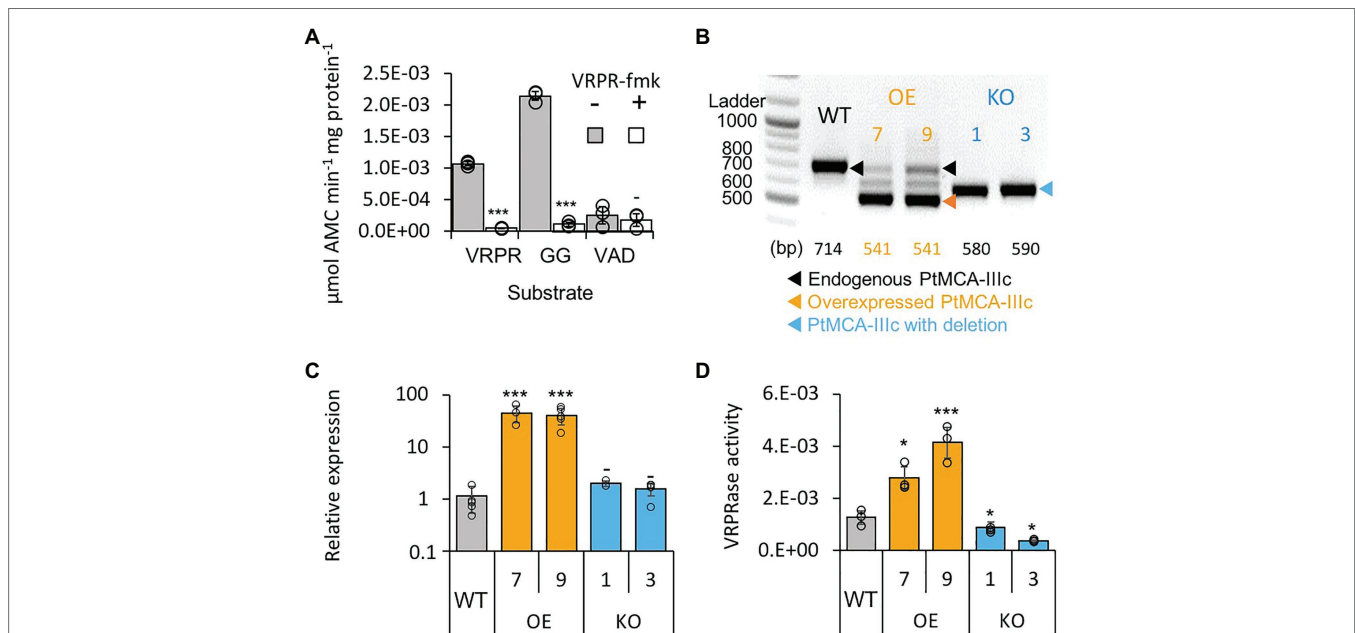 A
μmol AMC min-1 mg protein-1
2.5E-03
2.0E-03
1.5E-03
1.0E-03
5.0E-04
0.0E+00
VRPR-fmk
- +
***
***
-
VRPR GG VAD
Substrate
B
Ladder
1000
800
700
600
500
WT
OE
KO
7 9 1 3
(bp) 714 541 541 580 590
◀ Endogenous PtMCA-IIIc
◀ Overexpressed PtMCA-IIIc
◀ PtMCA-IIIc with deletion
C
Relative expression
100
10
1
0.1
*** ***
- -
WT
7 9 1 3
OE KO
D
VRPRase activity
6.E-03
4.E-03
2.E-03
0.E+00
* *** * *
WT
7 9 1 3
OE KO